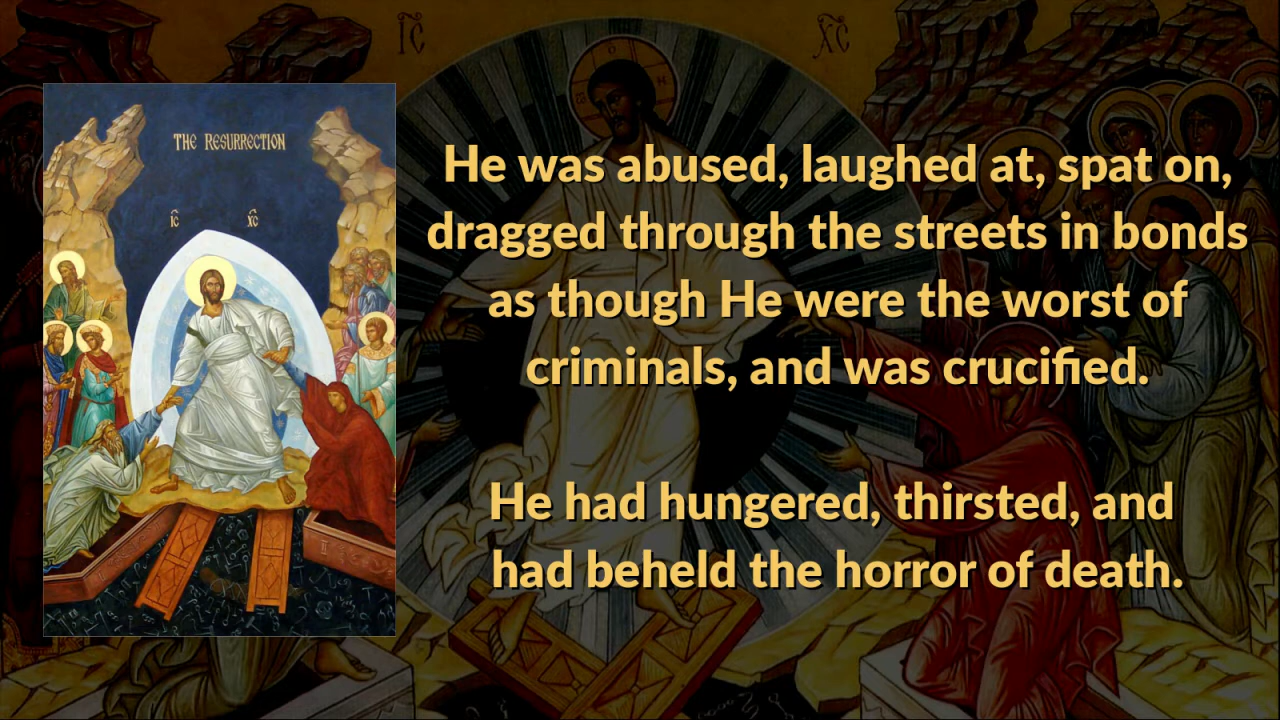 THE RESURRECTION
IC XC
He was abused, laughed at, spat on,
dragged through the streets in bonds
as though He were the worst of
criminals, and was crucified.
He had hungered, thirsted, and
had beheld the horror of death.
IC XC